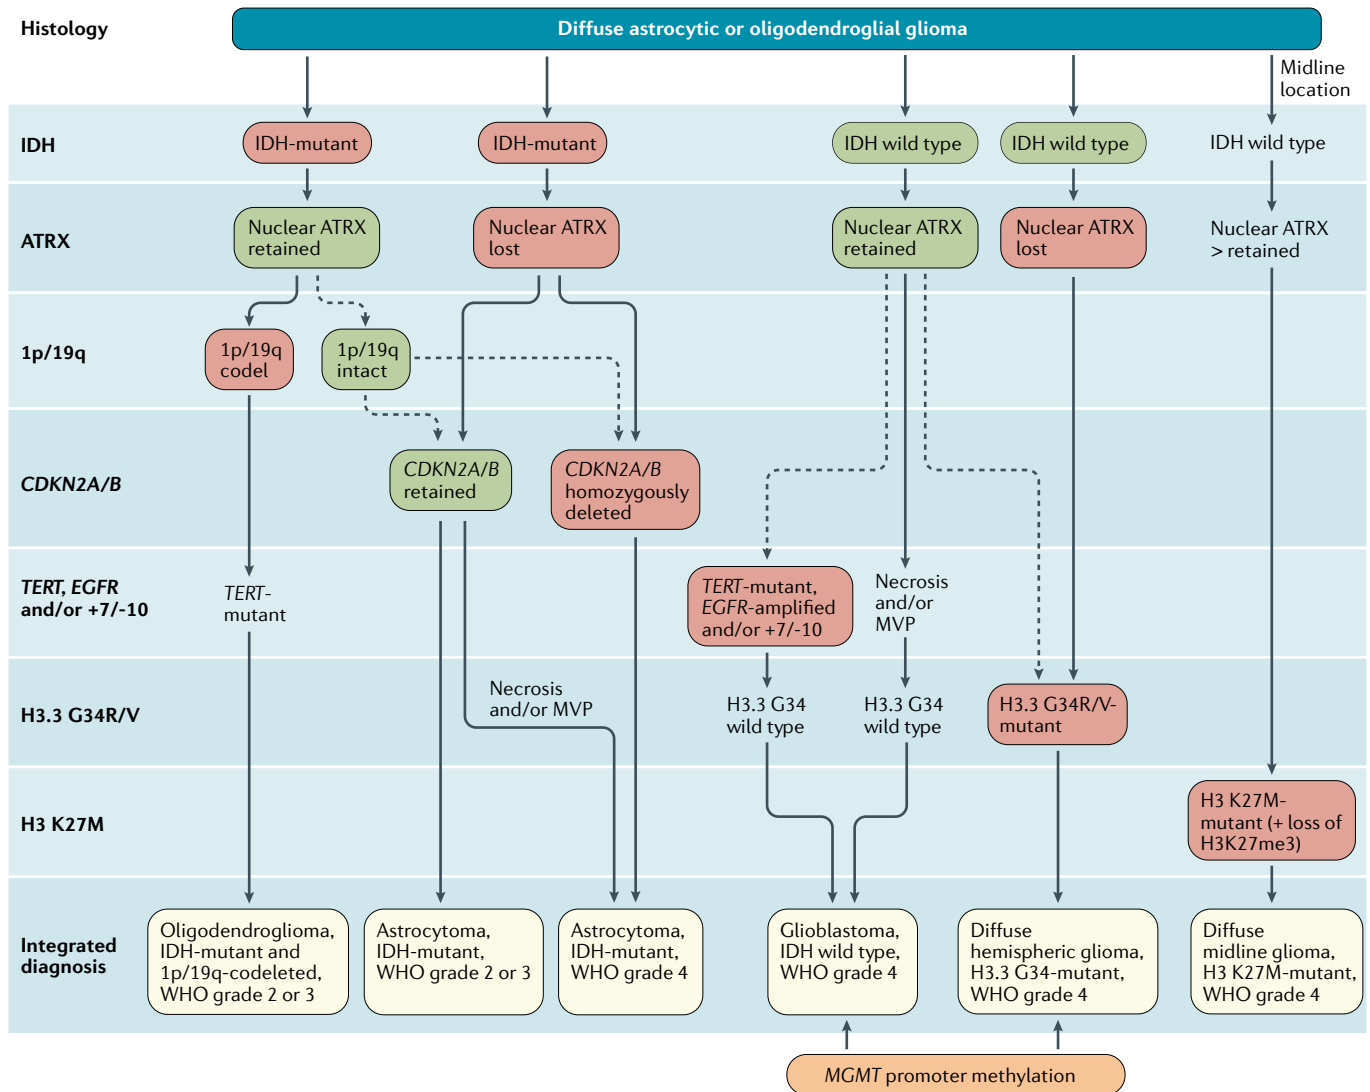 Histology
Diffuse astrocytic or oligodendroglial glioma
Midline
location
IDH
IDH-mutant
IDH-mutant
IDH wild type
IDH wild type
IDH wild type
ATRX
Nuclear ATRX
retained
Nuclear ATRX
lost
Nuclear ATRX
retained
Nuclear ATRX
lost
Nuclear ATRX
> retained
1p/19q
1p/19q
codel
1p/19q
intact
CDKN2A/B
CDKN2A/B
retained
CDKN2A/B
homozygously
deleted
TERT, EGFR
and/or +7/-10
TERT-
mutant
TERT-mutant,
EGFR-amplified
and/or +7/-10
Necrosis
and/or
MVP
H3.3 G34R/V
Necrosis
and/or MVP
H3.3 G34
wild type
H3.3 G34
wild type
H3.3 G34R/V-
mutant
H3 K27M
H3 K27M-
mutant (+ loss of
H3K27me3)
Integrated
diagnosis
Oligodendroglioma,
IDH-mutant and
1p/19q-codeleted,
WHO grade 2 or 3
Astrocytoma,
IDH-mutant,
WHO grade 2 or 3
Astrocytoma,
IDH-mutant,
WHO grade 4
Glioblastoma,
IDH wild type,
WHO grade 4
Diffuse
hemispheric glioma,
H3.3 G34-mutant,
WHO grade 4
Diffuse
midline glioma,
H3 K27M-mutant,
WHO grade 4
MGMT promoter methylation